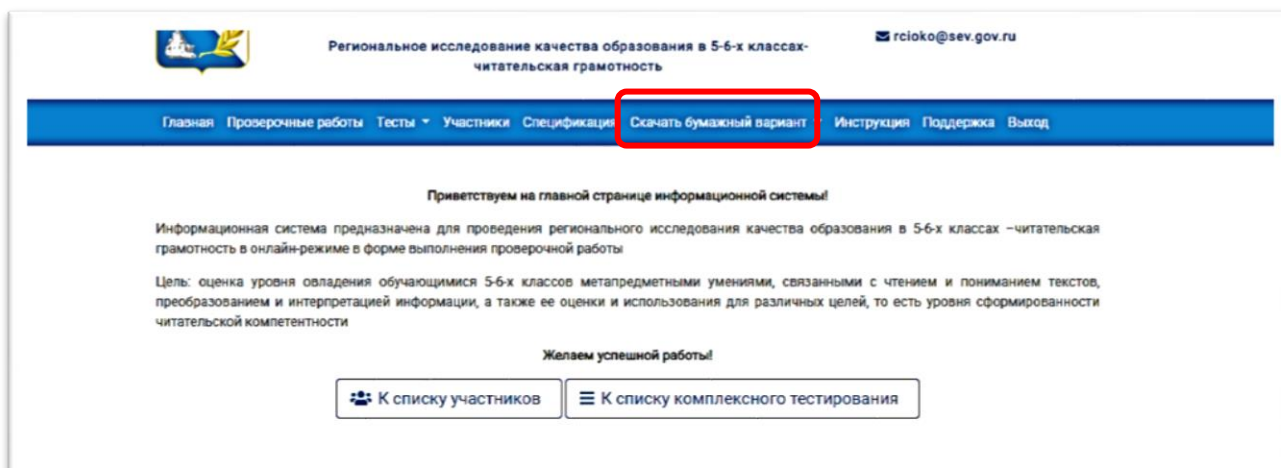 Региональное исследование качества образования в 5-6-х классах-
читательская грамотность
rcioko@sev.gov.ru
Главная Проверочные работы Тесты Участники Спецификация Скачать бумажный вариант Инструкция Поддержка Выход
Приветствуем на главной странице информационной системы!
Информационная система предназначена для проведения регионального исследования качества образования в 5-6-х классах –читательская
грамотность в онлайн-режиме в форме выполнения проверочной работы
Цель: оценка уровня овладения обучающимися 5-6-х классов метапредметными умениями, связанными с чтением и пониманием текстов,
преобразованием и интерпретацией информации, а также ее оценки и использования для различных целей, то есть уровня сформированности
читательской компетентности
Желаем успешной работы!
К списку участников
К списку комплексного тестирования